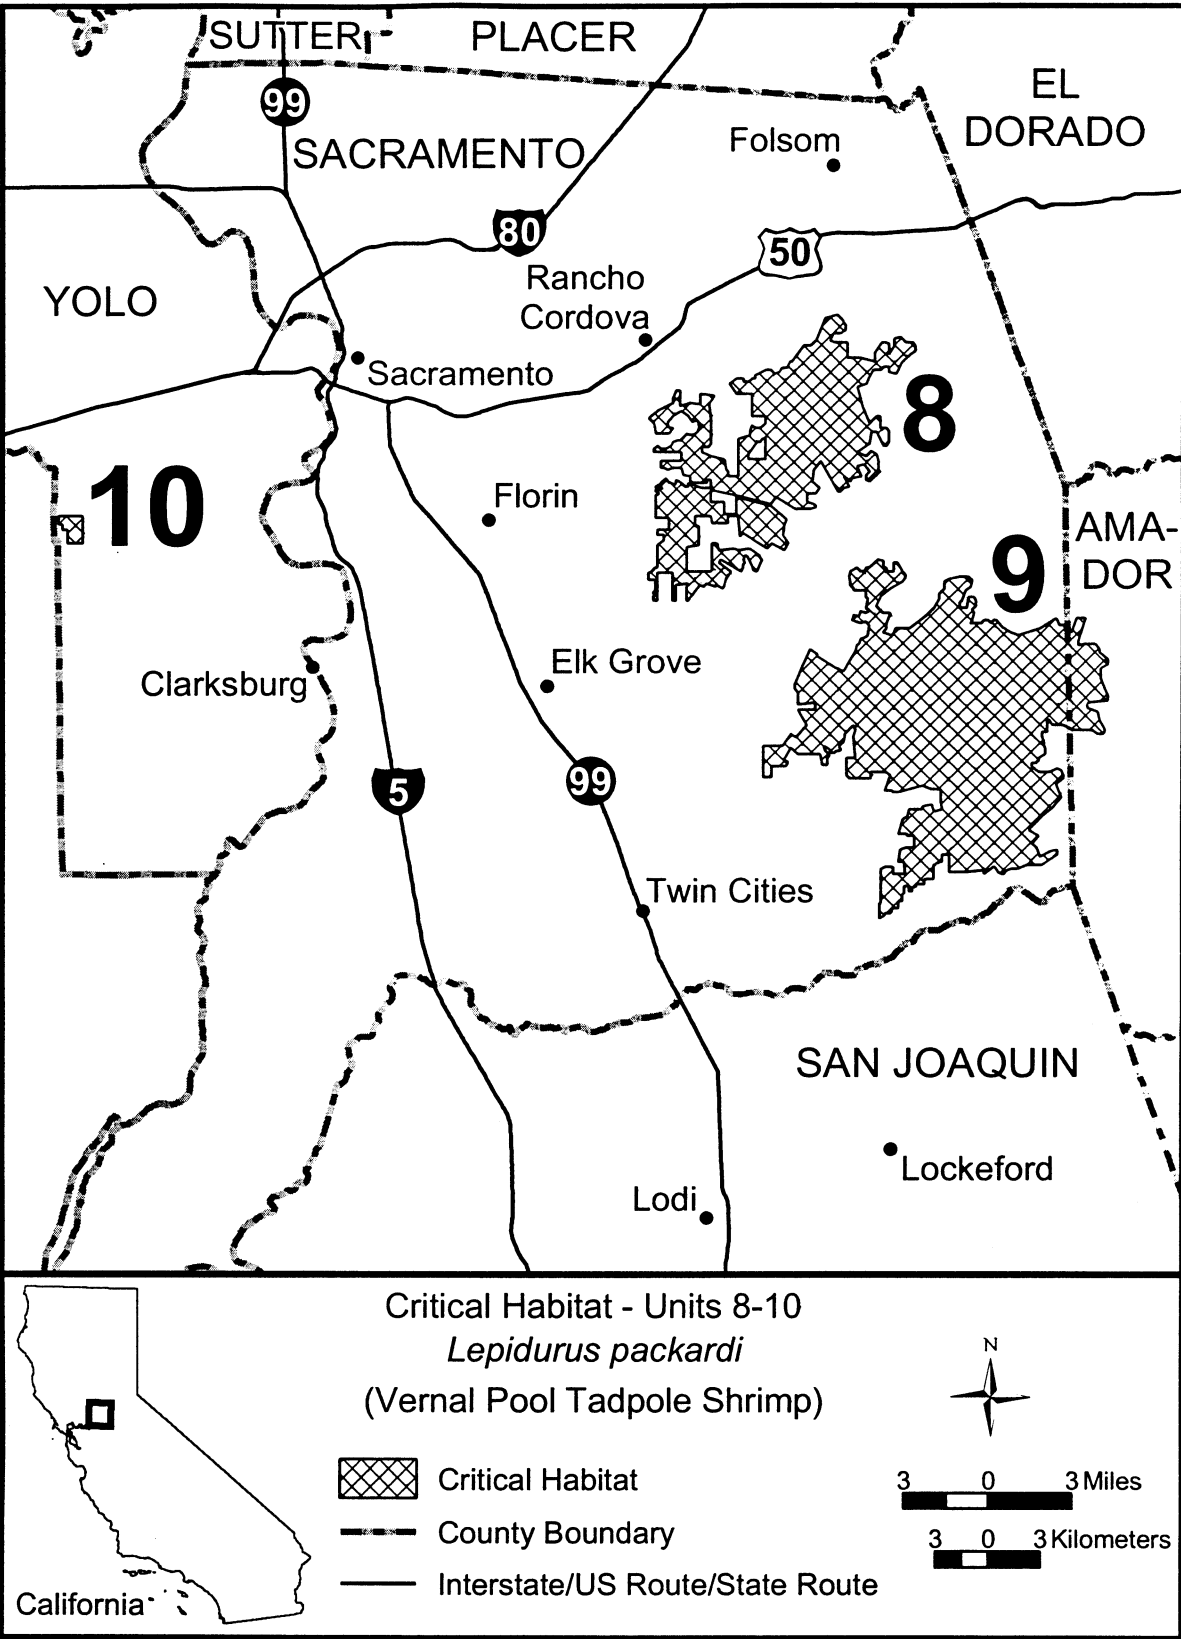 SUTTER
PLACER
99
EL
DORADO
SACRAMENTO
Folsom
80
50
Rancho
Cordova
YOLO
Sacramento
8
10
Florin
9
AMA-
DOR
Elk Grove
Clarksburg
5
99
Twin Cities
SAN JOAQUIN
Lockeford
Lodi
Critical Habitat - Units 8-10
Lepidurus packardi
(Vernal Pool Tadpole Shrimp)
N
Critical Habitat
County Boundary
Interstate/US Route/State Route
3 0 3 Miles
3 0 3 Kilometers
California